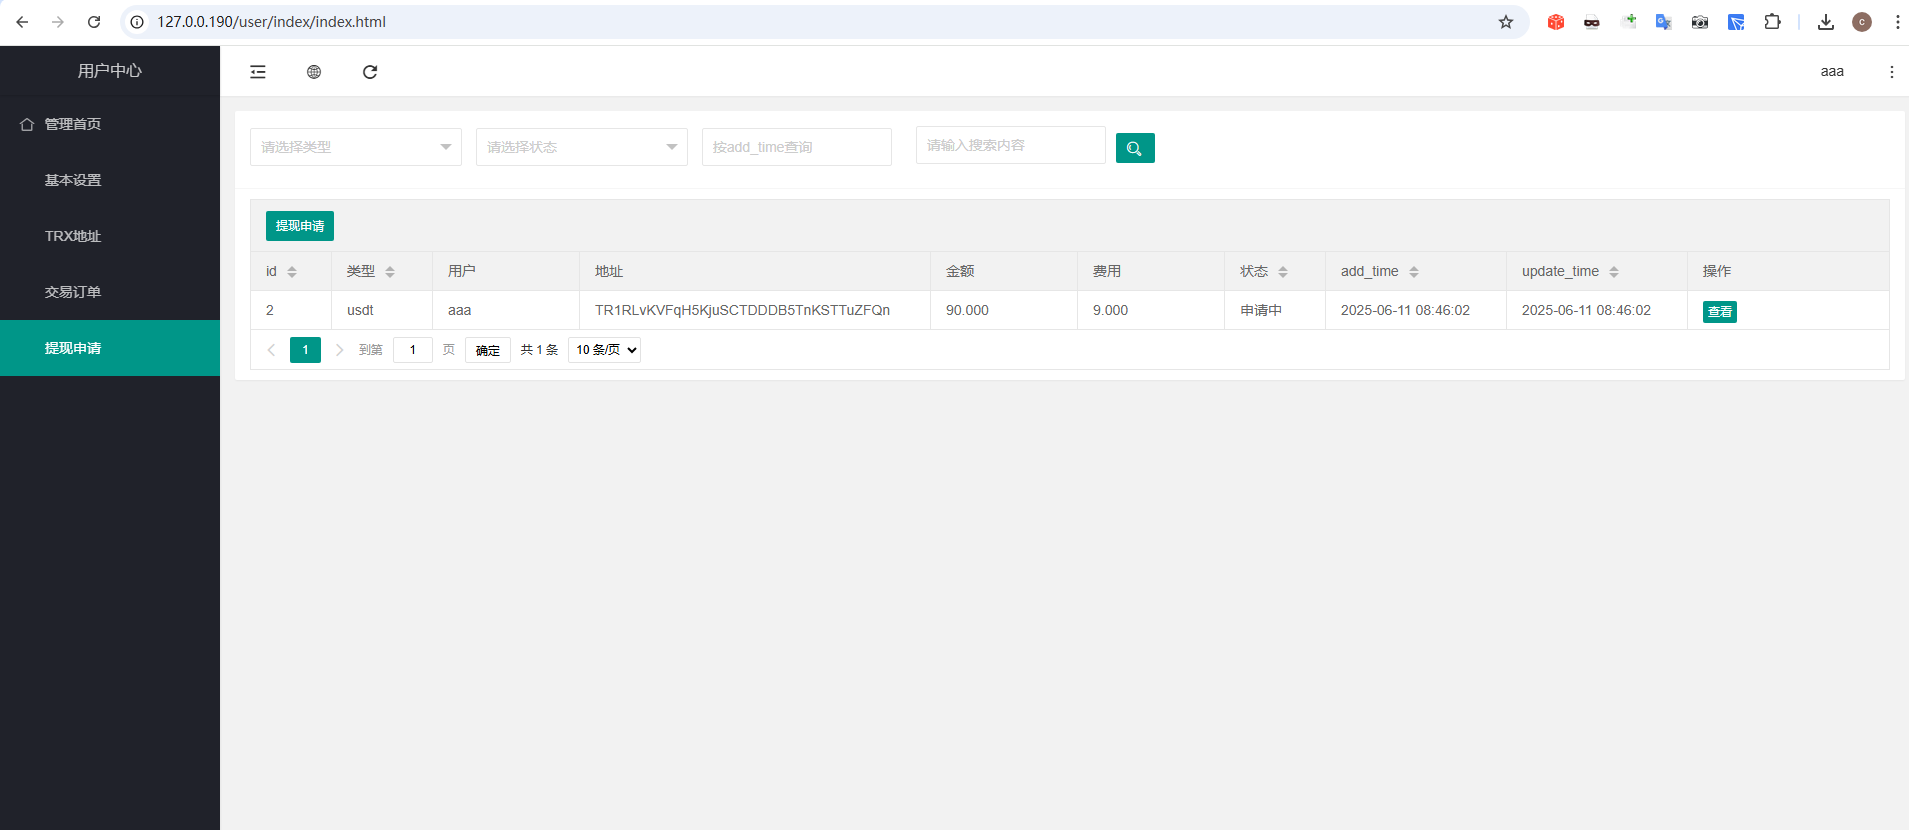 127.0.0.190/user/index/index.html
c
用户中心
aaa
管理首页
基本设置
TRX地址
交易订单
提现申请
请选择类型 请选择状态 按add_time查询 请输入搜索内容
提现申请
id 类型 用户 地址 金额 费用 状态 add_time update_time 操作
2 usdt aaa TR1RLvKVFqH5KjuSCTDDDB5TnKSTTuZFQn 90.000 9.000 申请中 2025-06-11 08:46:02 2025-06-11 08:46:02 查看
1 到第 1 页 确定 共 1 条 10 条/页